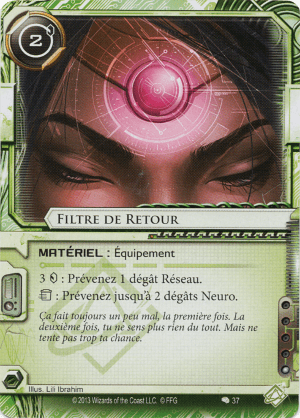 2
FILTRE DE RETOUR
MATÉRIEL : Équipement
3 : Prévenez 1 dégât Réseau.
: Prévenez jusqu'à 2 dégâts Neuro.
Ça fait toujours un peu mal, la première fois. La
deuxième fois, tu ne sens plus rien du tout. Mais ne
tente pas trop ta chance.
Illus. Lili Ibrahim
© 2013 Wizards of the Coast LLC. © FFG
37